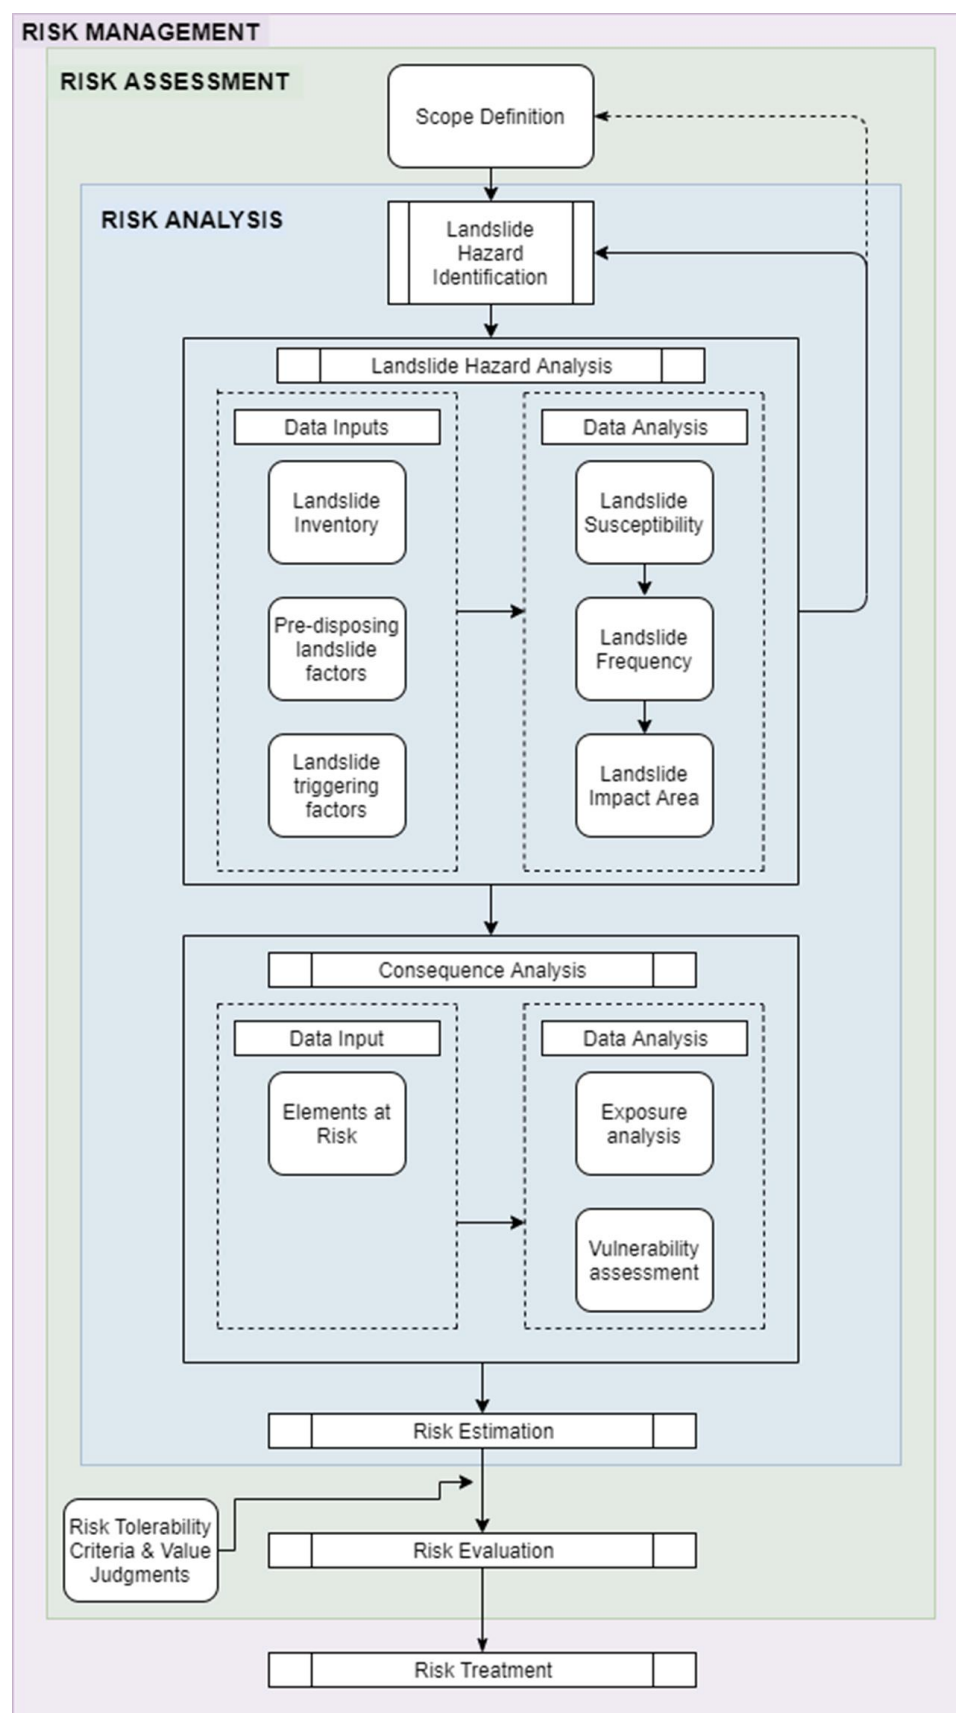 RISK MANAGEMENT
RISK ASSESSMENT
Scope Definition
RISK ANALYSIS
Landslide
Hazard
Identification
Landslide Hazard Analysis
Data Inputs
Landslide
Inventory
Pre-disposing
landslide
factors
Landslide
triggering
factors
Data Analysis
Landslide
Susceptibility
Landslide
Frequency
Landslide
Impact Area
Consequence Analysis
Data Input
Elements at
Risk
Data Analysis
Exposure
analysis
Vulnerability
assessment
Risk Estimation
Risk Tolerability
Criteria & Value
Judgments
Risk Evaluation
Risk Treatment